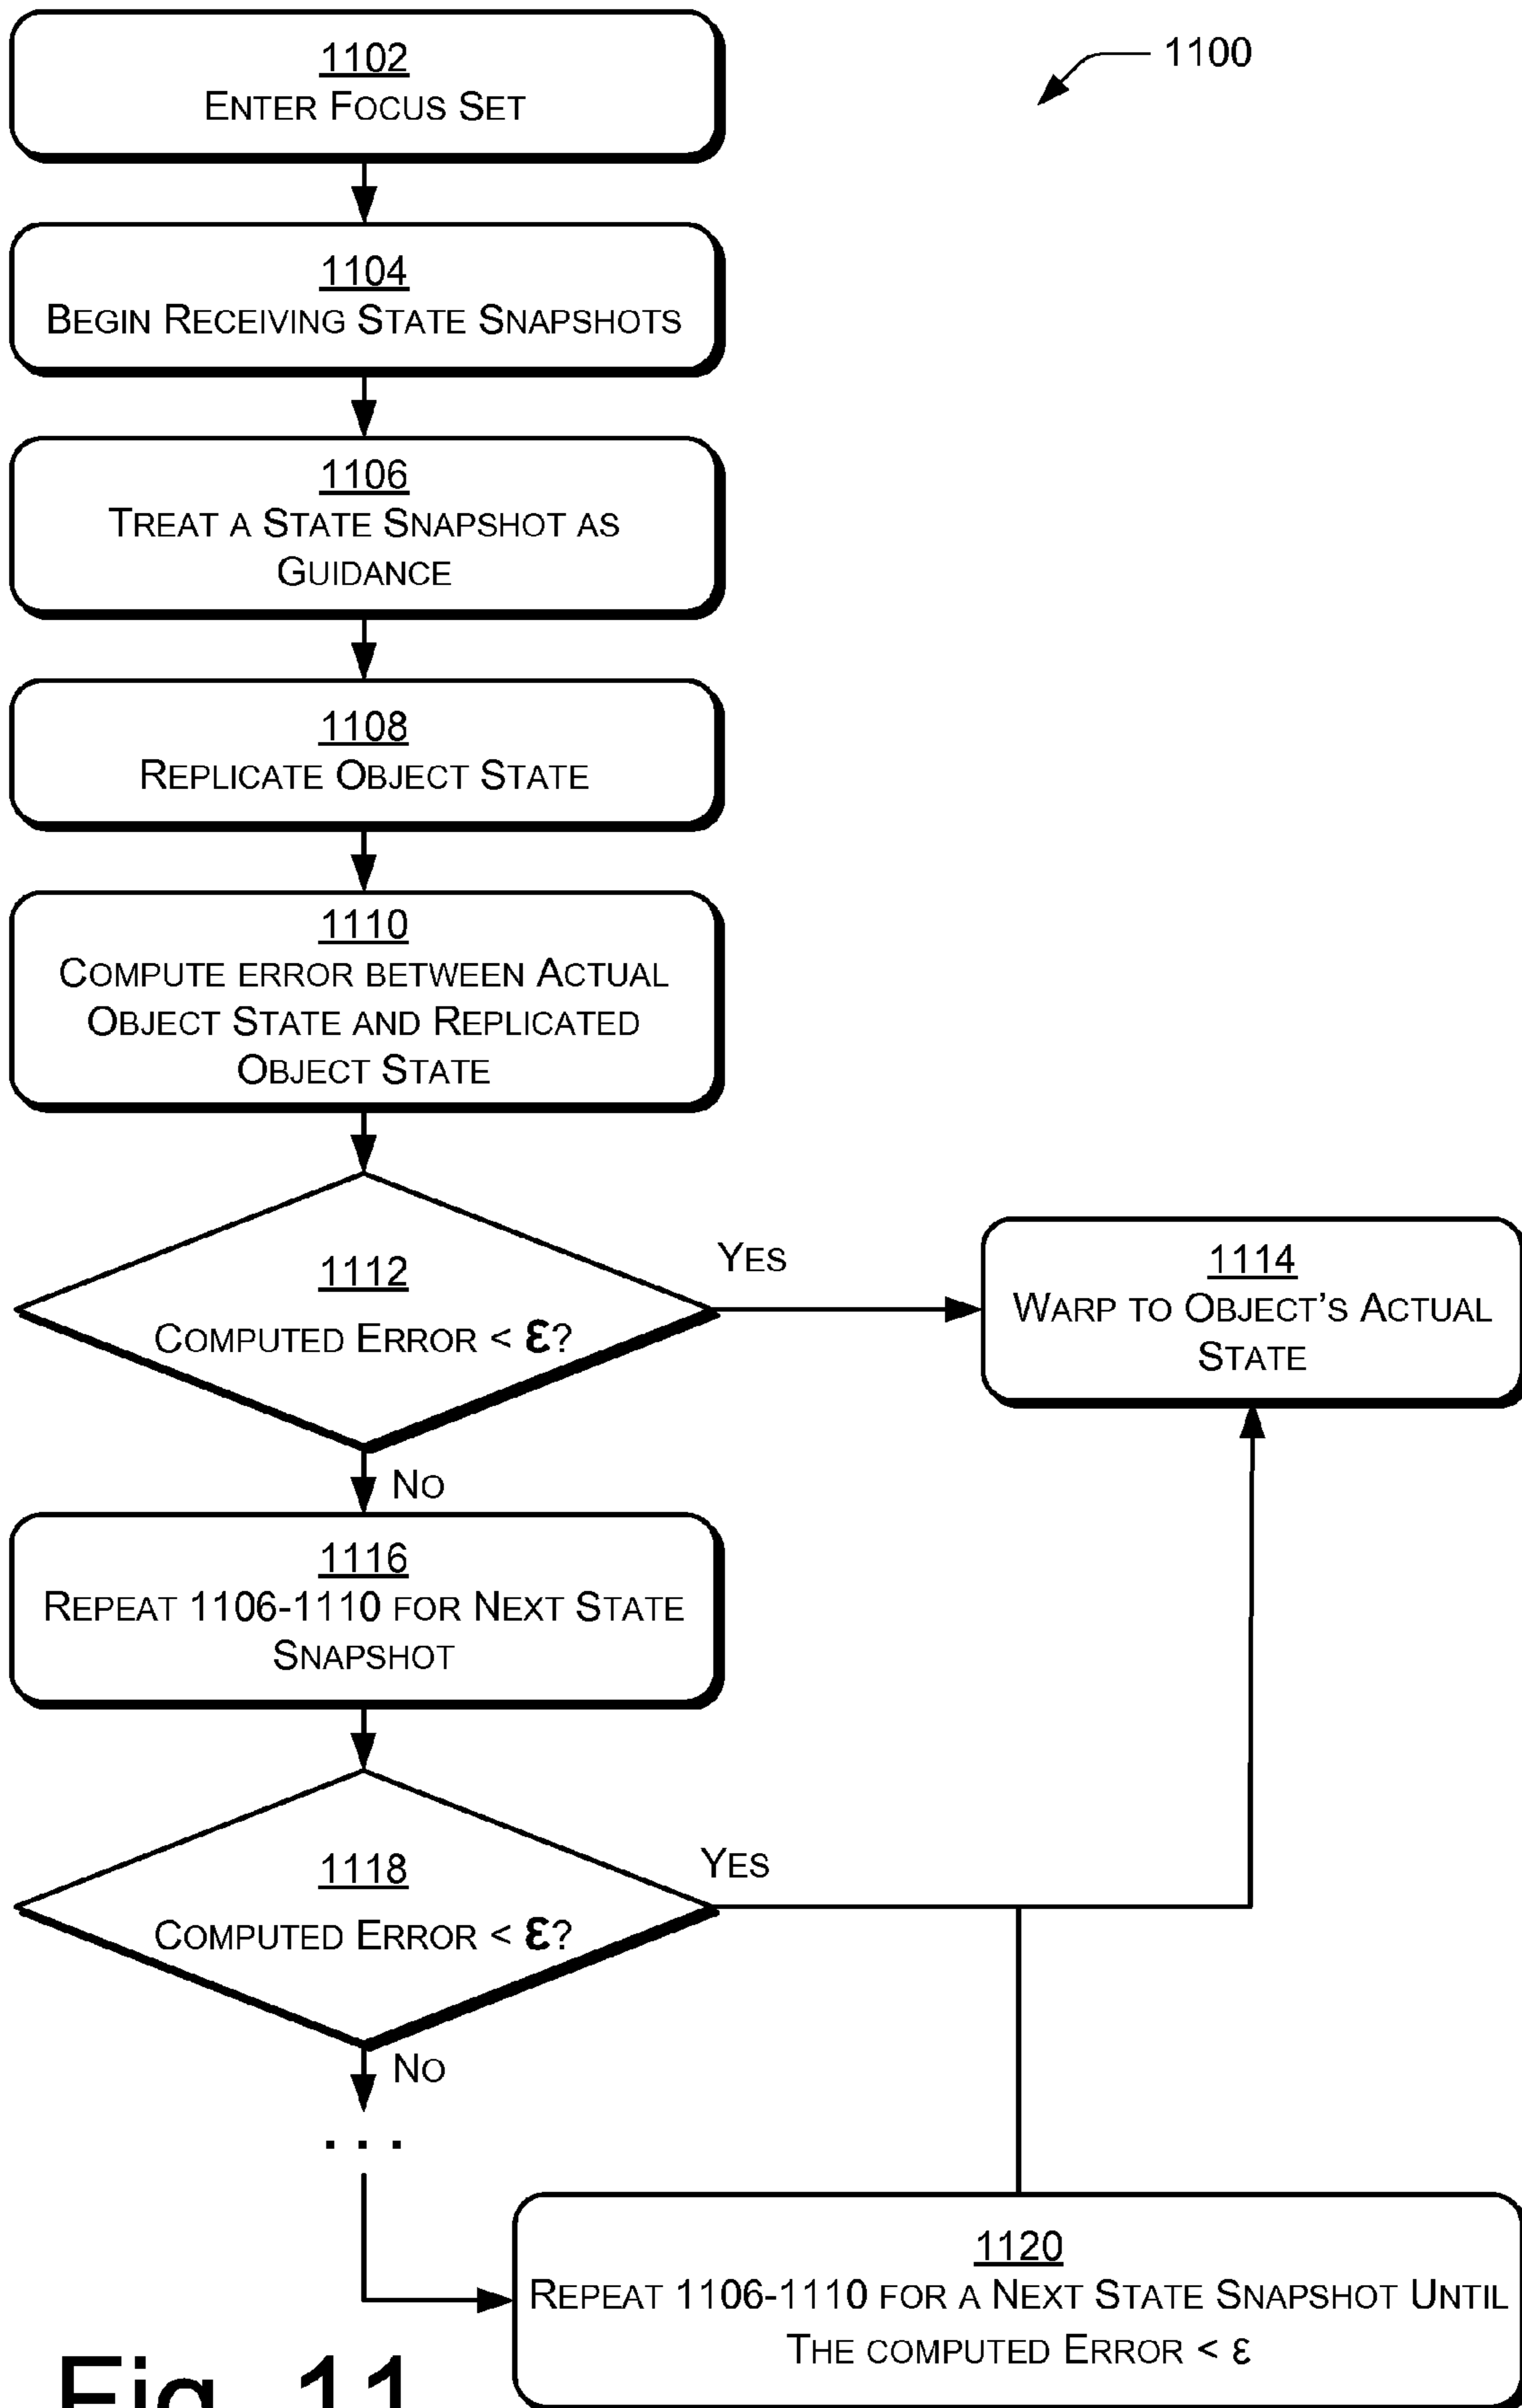 1100
1102
ENTER FOCUS SET
1104
BEGIN RECEIVING STATE SNAPSHOTS
1106
TREAT A STATE SNAPSHOT AS
GUIDANCE
1108
REPLICATE OBJECT STATE
1110
COMPUTE ERROR BETWEEN ACTUAL
OBJECT STATE AND REPLICATED
OBJECT STATE
1112
COMPUTED ERROR < ε?
YES
1114
WARP TO OBJECT'S ACTUAL
STATE
NO
1116
REPEAT 1106-1110 FOR NEXT STATE
SNAPSHOT
1118
COMPUTED ERROR < ε?
YES
NO
...
1120
REPEAT 1106-1110 FOR A NEXT STATE SNAPSHOT UNTIL
THE COMPUTED ERROR < ε
Fig. 11